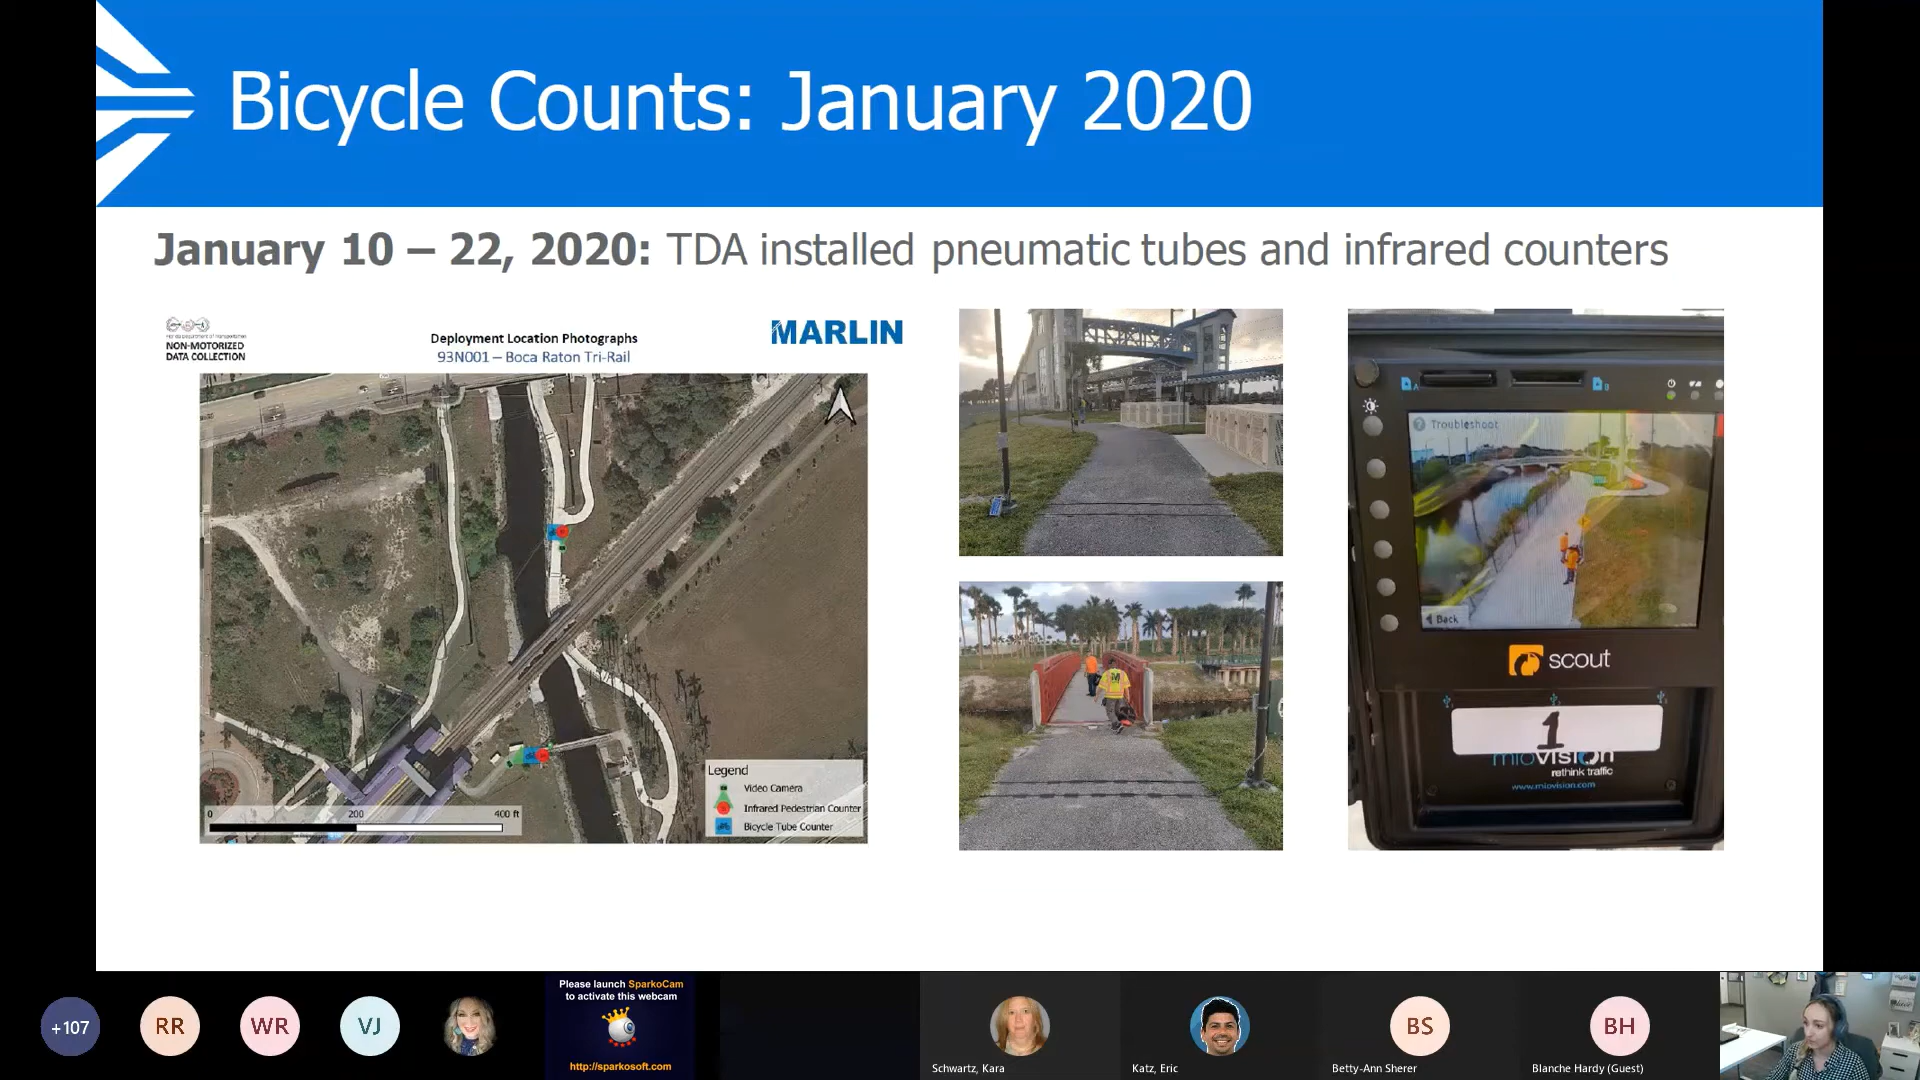 Bicycle Counts: January 2020
January 10 – 22, 2020: TDA installed pneumatic tubes and infrared counters
NON-MOTORIZED
DATA COLLECTION
Deployment Location Photographs
93N001 – Boca Raton Tri-Rail
MARLIN
Legend
Video Camera
Infrared Pedestrian Counter
Bicycle Tube Counter
0 200 400 ft
A
B
Troubleshoot
Back
scout
1
miovision
rethink traffic
www.miovision.com
+107
RR
WR
VJ
Please launch SparkoCam
to activate this webcam
http://sparkosoft.com
Schwartz, Kara
Katz, Eric
BS
Betty-Ann Sherer
BH
Blanche Hardy (Guest)